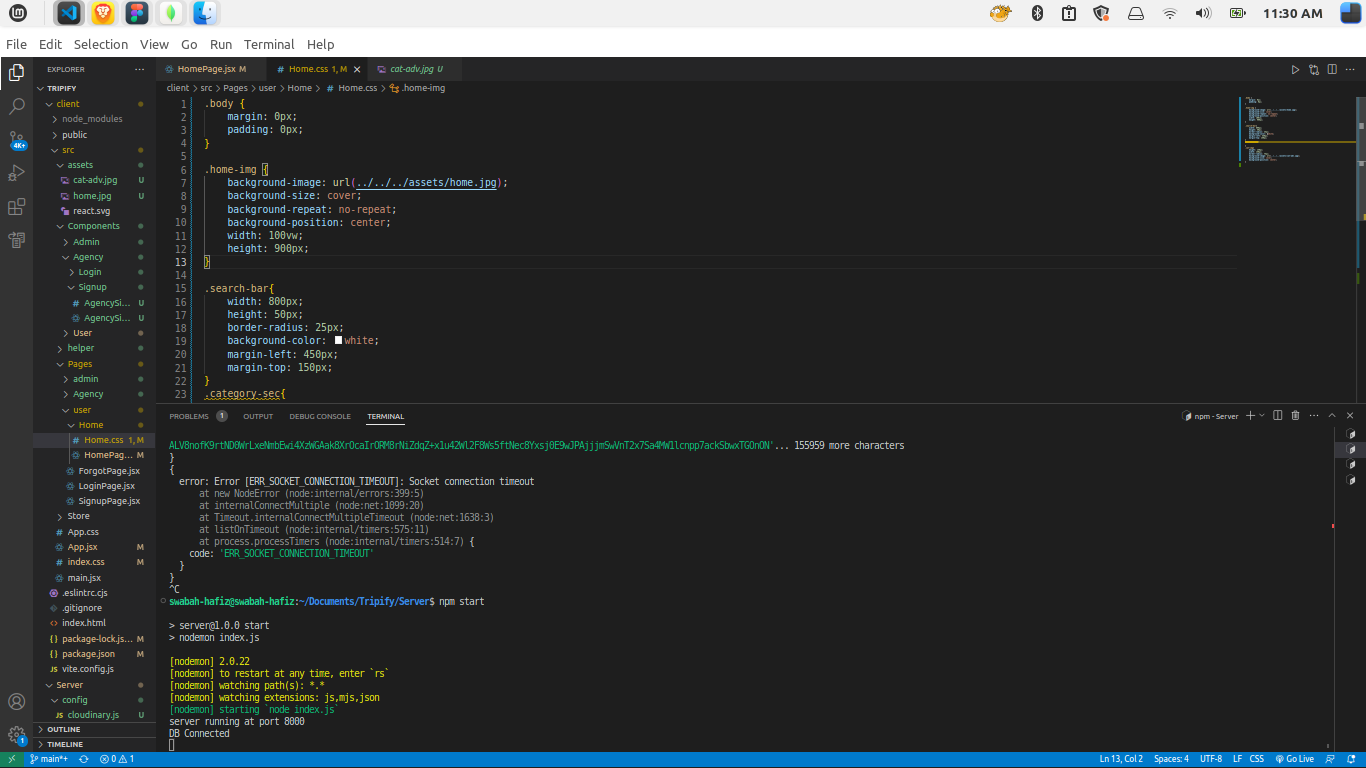 11:30 AM
File Edit Selection View Go Run Terminal Help
EXPLORER ···
HomePage.jsx M
Home.css 1, M
cat-adv.jpg U
client > src > Pages > user > Home > # Home.css > .home-img
TRIPIFY
client
node_modules
public
src
assets
cat-adv.jpg U
home.jpg U
react.svg
Components
Admin
Agency
Login
Signup
# AgencySi... U
AgencySi... U
User
helper
Pages
admin
Agency
user
Home
# Home.css 1, M
HomePag... M
ForgotPage.jsx
LoginPage.jsx
SignupPage.jsx
Store
# App.css
App.jsx M
# index.css M
main.jsx
.eslintrc.cjs
.gitignore
<> index.html
{} package-lock.js... M
{} package.json M
JS vite.config.js
Server
config
JS cloudinary.js U
OUTLINE
TIMELINE
4K+
1
1 .body {
2 margin: 0px;
3 padding: 0px;
4 }
5
6 .home-img {
7 background-image: url(../../../assets/home.jpg);
8 background-size: cover;
9 background-repeat: no-repeat;
10 background-position: center;
11 width: 100vw;
12 height: 900px;
13 }
14
15 .search-bar{
16 width: 800px;
17 height: 50px;
18 border-radius: 25px;
19 background-color: white;
20 margin-left: 450px;
21 margin-top: 150px;
22 }
23 .category-sec{
PROBLEMS 1 OUTPUT DEBUG CONSOLE TERMINAL
npm - Server
ALV8nofK9rtND8WrLxeNmbEwi4XzWGAak8XrOcaIrORM8rNiZdqZ+x1u42Wl2F8Ws5ftNec8Yxsj0E9wJPAjjjmSwVnT2x7Sa4MW1lcnpp7ackSbwxTGOnON'... 155959 more characters
}
{
error: Error [ERR_SOCKET_CONNECTION_TIMEOUT]: Socket connection timeout
at new NodeError (node:internal/errors:399:5)
at internalConnectMultiple (node:net:1099:20)
at Timeout.internalConnectMultipleTimeout (node:net:1638:3)
at listOnTimeout (node:internal/timers:575:11)
at process.processTimers (node:internal/timers:514:7) {
code: 'ERR_SOCKET_CONNECTION_TIMEOUT'
}
}
^C
swabah-hafiz@swabah-hafiz:~/Documents/Tripify/Server$ npm start
> server@1.0.0 start
> nodemon index.js
[nodemon] 2.0.22
[nodemon] to restart at any time, enter `rs`
[nodemon] watching path(s): *.*
[nodemon] watching extensions: js,mjs,json
[nodemon] starting `node index.js`
server running at port 8000
DB Connected
main*+ 0 1
Ln 13, Col 2 Spaces: 4 UTF-8 LF CSS Go Live